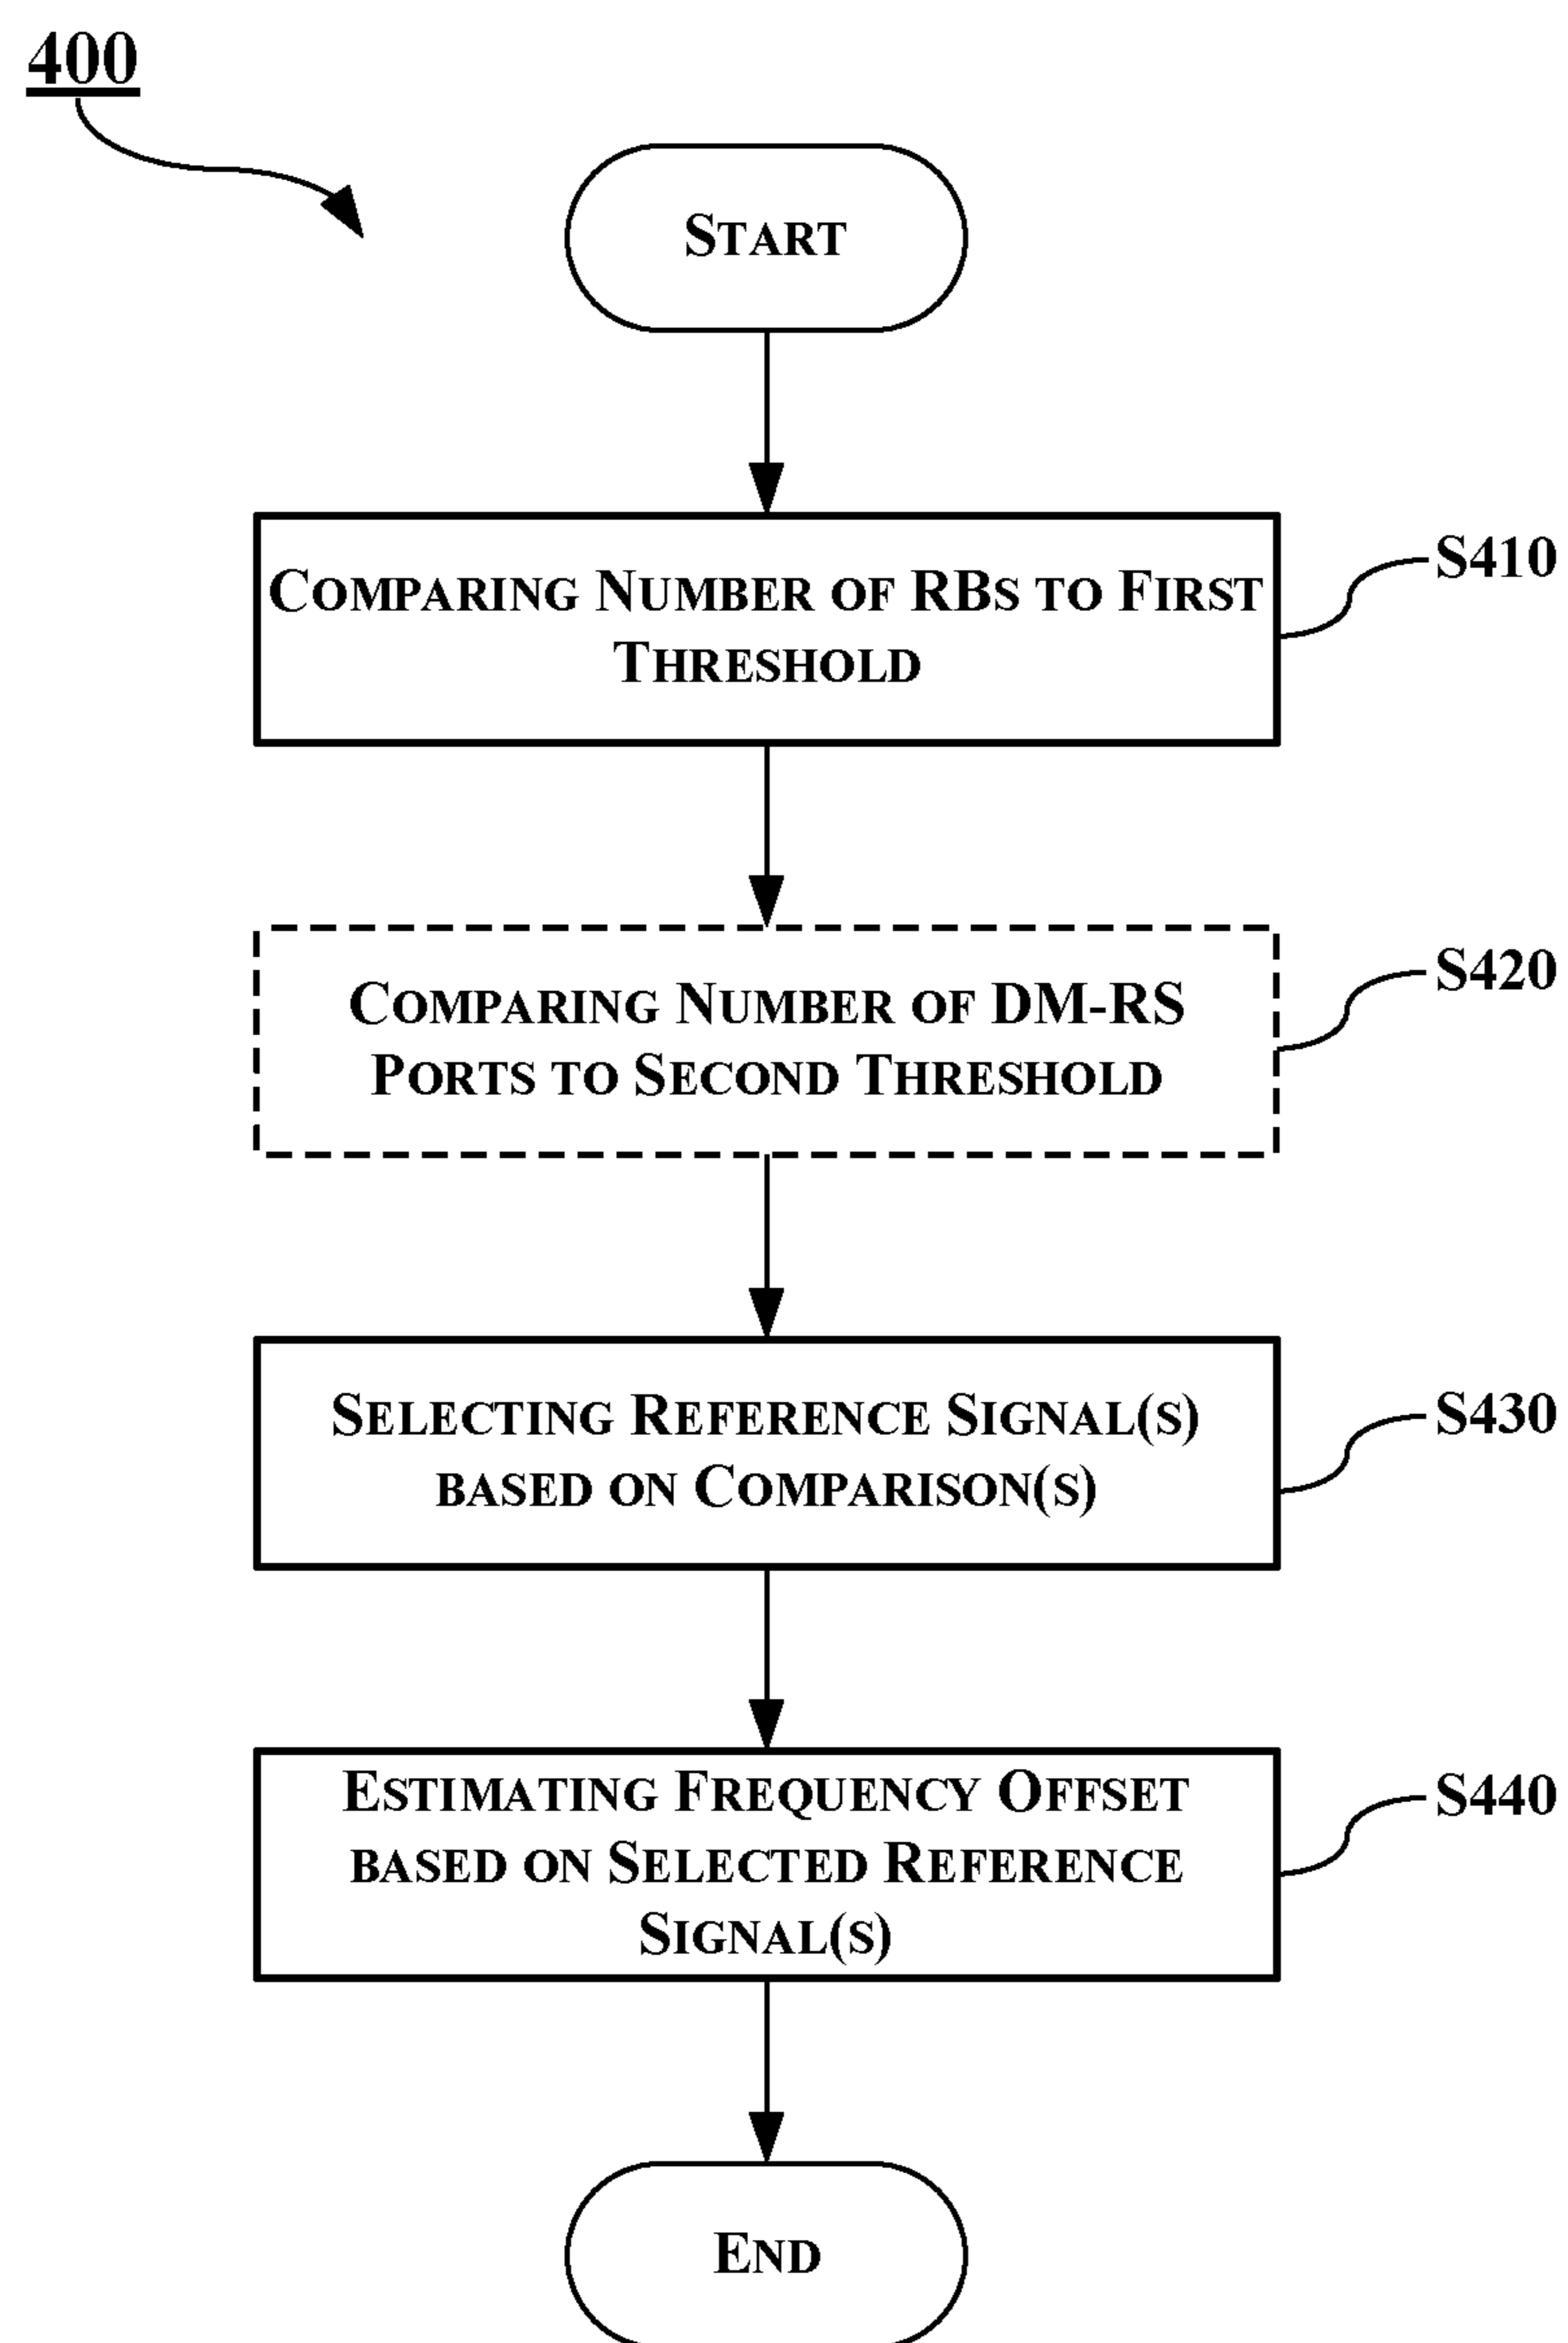 400
START
COMPARING NUMBER OF RBS TO FIRST
THRESHOLD
S410
COMPARING NUMBER OF DM-RS
PORTS TO SECOND THRESHOLD
S420
SELECTING REFERENCE SIGNAL(S)
BASED ON COMPARISON(S)
S430
ESTIMATING FREQUENCY OFFSET
BASED ON SELECTED REFERENCE
SIGNAL(S)
S440
END